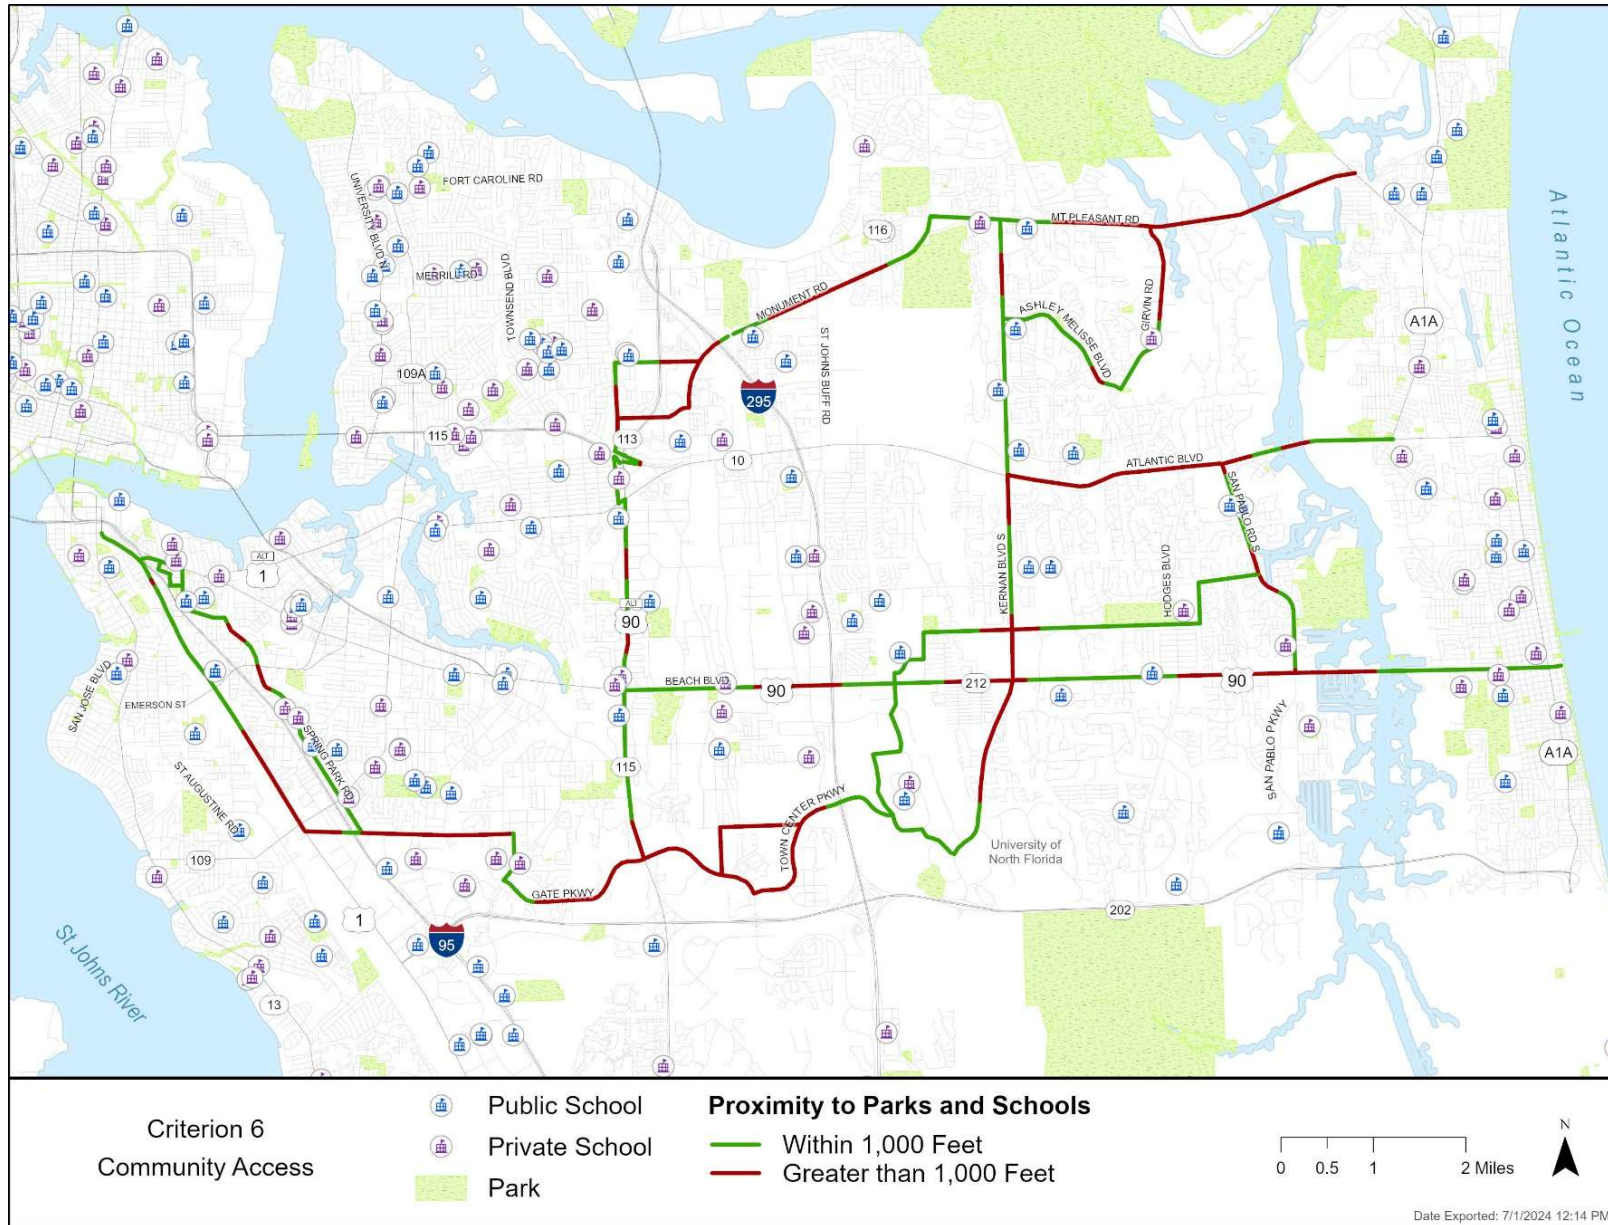 FORT CAROLINE RD
UNIVERSITY BLVD N
MERRILL RD
TOWNSEND BLVD
116
MT PLEASANT RD
MONUMENT RD
ASHLEY MELISSE BLVD
GIRVIN RD
ST JOHNS BUFF RD
A1A
Atlantic Ocean
109A
295
115
113
10
ATLANTIC BLVD
SAN PABLO RD S
ALT
1
KERNAN BLVD S
HODGES BLVD
ALT
90
SAN JOSE BLVD
EMERSON ST
BEACH BLVD
90
212
90
SPRING PARK RD
ST AUGUSTINE RD
115
SAN PABLO PKWY
A1A
TOWN CENTER PKWY
University of
North Florida
109
GATE PKWY
1
95
202
St Johns River
13
Criterion 6
Community Access
Public School
Private School
Park
Proximity to Parks and Schools
Within 1,000 Feet
Greater than 1,000 Feet
0 0.5 1 2 Miles
N
Date Exported: 7/1/2024 12:14 PM